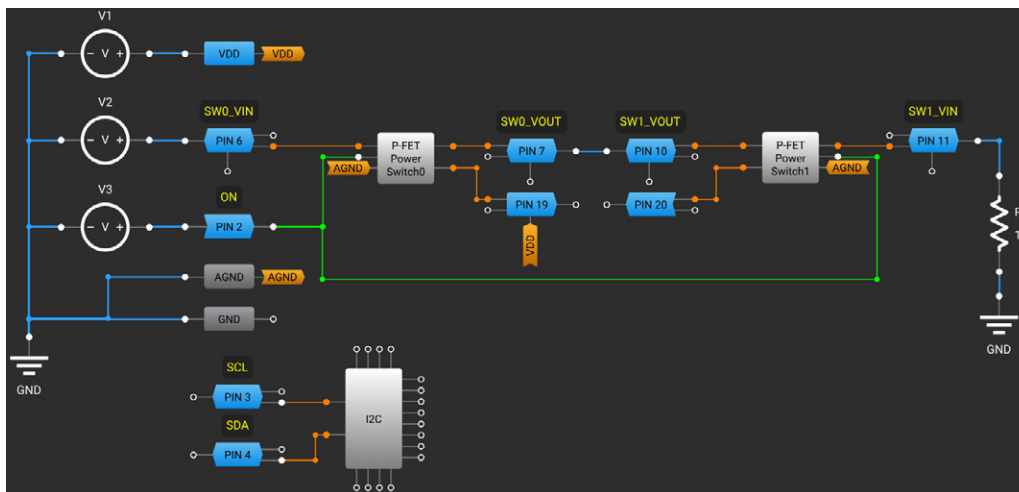 V1
VDD
VDD
V2
SW0_VIN
PIN 6
P-FET
Power
Switch0
AGND
SW0_VOUT
PIN 7
SW1_VOUT
PIN 10
P-FET
Power
Switch1
AGND
SW1_VIN
PIN 11
V3
ON
PIN 2
PIN 19
VDD
PIN 20
R
1
AGND
AGND
GND
GND
GND
SCL
PIN 3
SDA
PIN 4
I2C
V
V
V